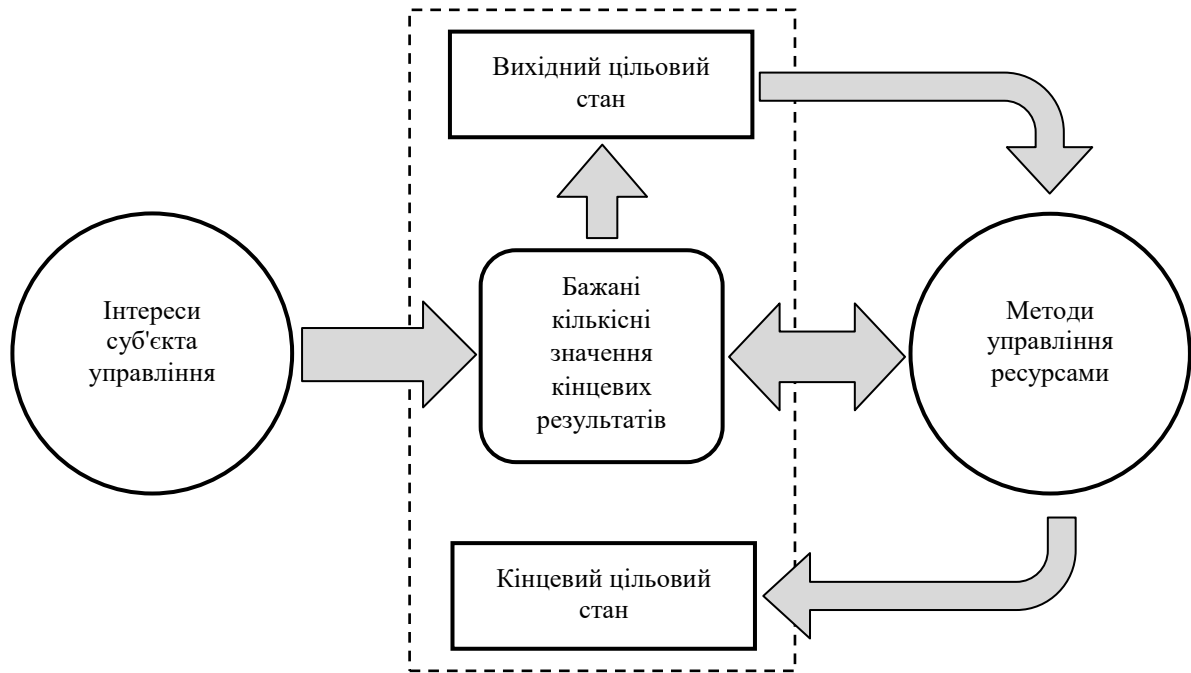 Вихідний цільовий
стан
Інтереси
суб'єкта
управління
Бажані
кількісні
значення
кінцевих
результатів
Методи
управління
ресурсами
Кінцевий цільовий
стан